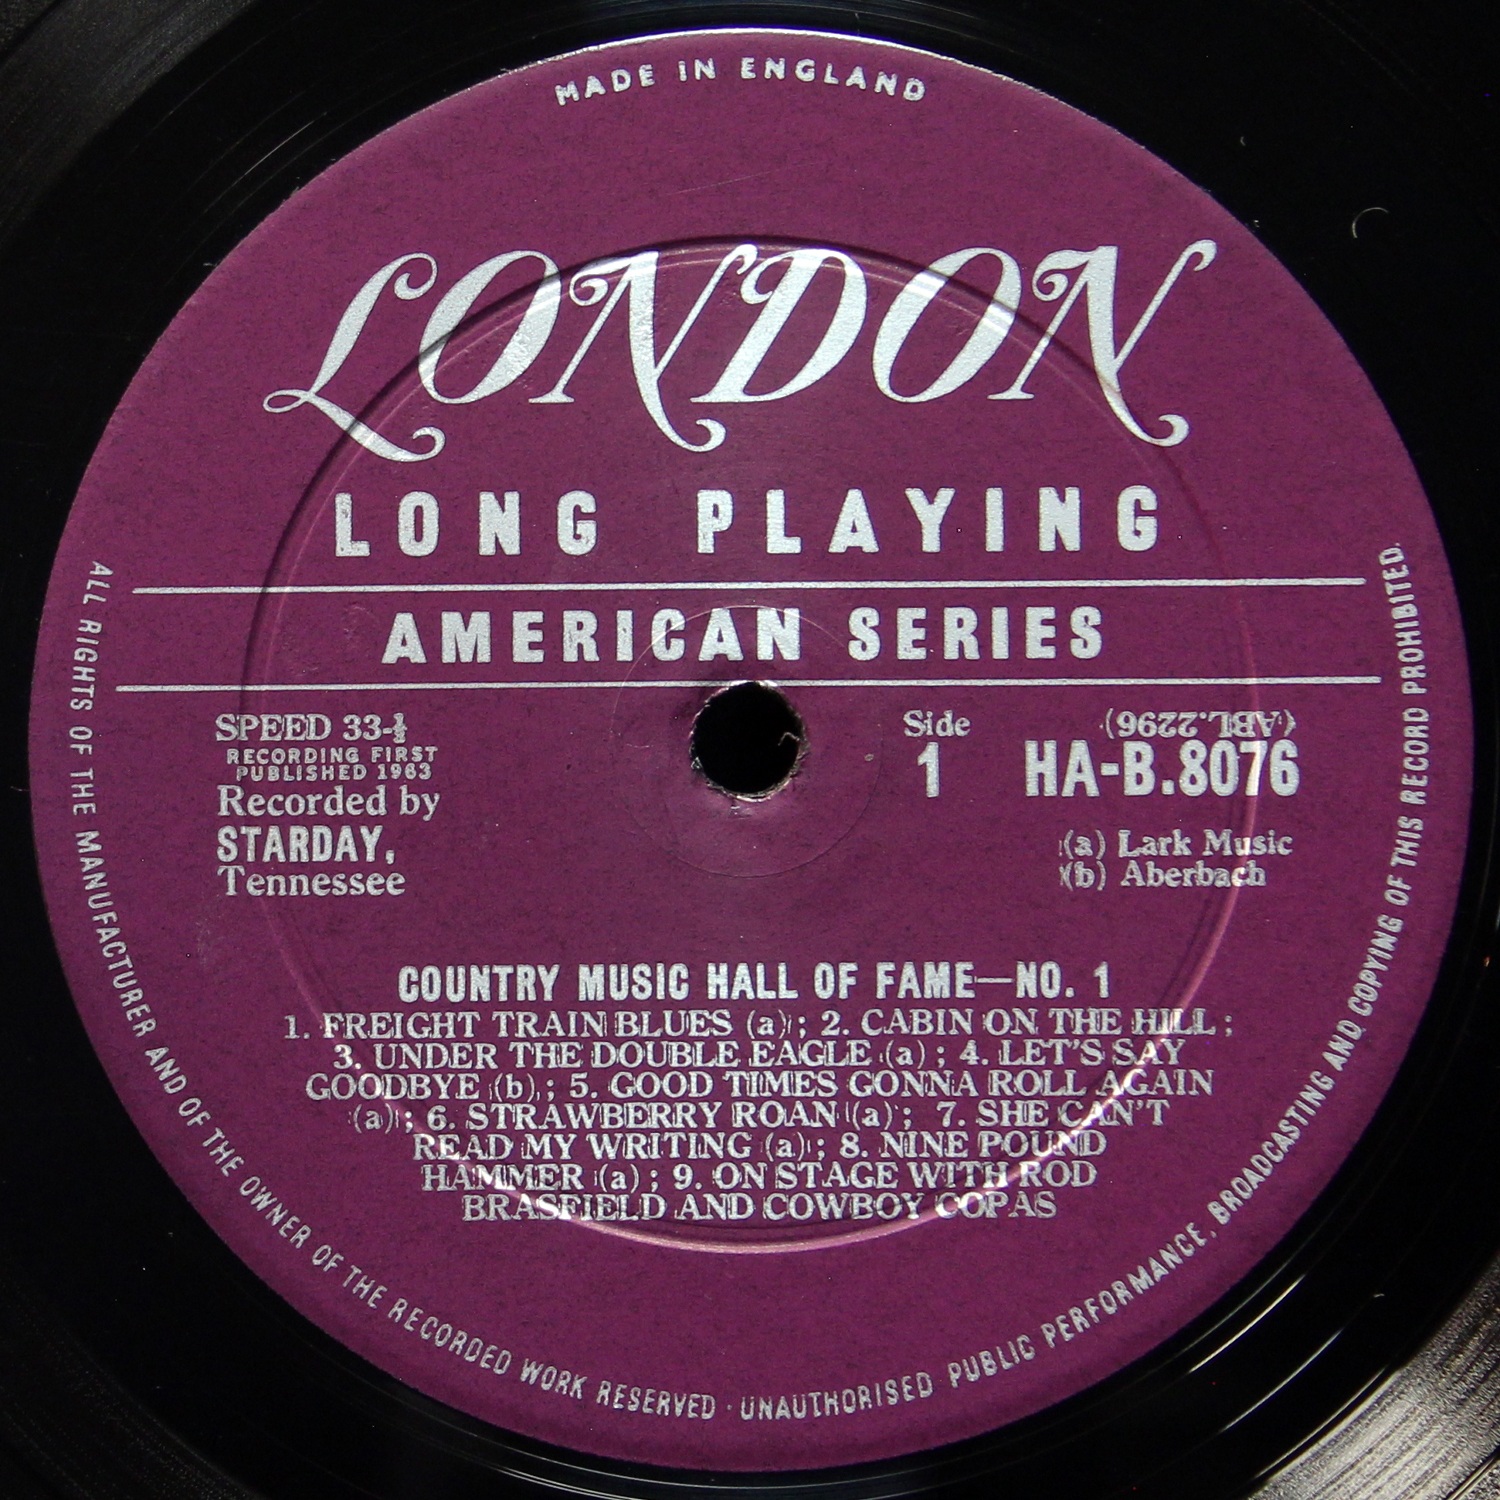 MADE IN ENGLAND
LONDON
LONG PLAYING
AMERICAN SERIES
SPEED 33-⅓
RECORDING FIRST
PUBLISHED 1963
Recorded by
STARDAY,
Tennessee
Side
1
(ABL.2296)
HA-B.8076
(a) Lark Music
(b) Aberbach
COUNTRY MUSIC HALL OF FAME—NO. 1
1. FREIGHT TRAIN BLUES (a); 2. CABIN ON THE HILL;
3. UNDER THE DOUBLE EAGLE (a); 4. LET'S SAY
GOODBYE (b); 5. GOOD TIMES GONNA ROLL AGAIN
(a); 6. STRAWBERRY ROAN (a); 7. SHE CAN'T
READ MY WRITING (a); 8. NINE POUND
HAMMER (a); 9. ON STAGE WITH ROD
BRASFIELD AND COWBOY COPAS
ALL RIGHTS OF THE MANUFACTURER AND OF THE OWNER OF THE RECORDED WORK RESERVED · UNAUTHORISED PUBLIC PERFORMANCE, BROADCASTING AND COPYING OF THIS RECORD PROHIBITED.